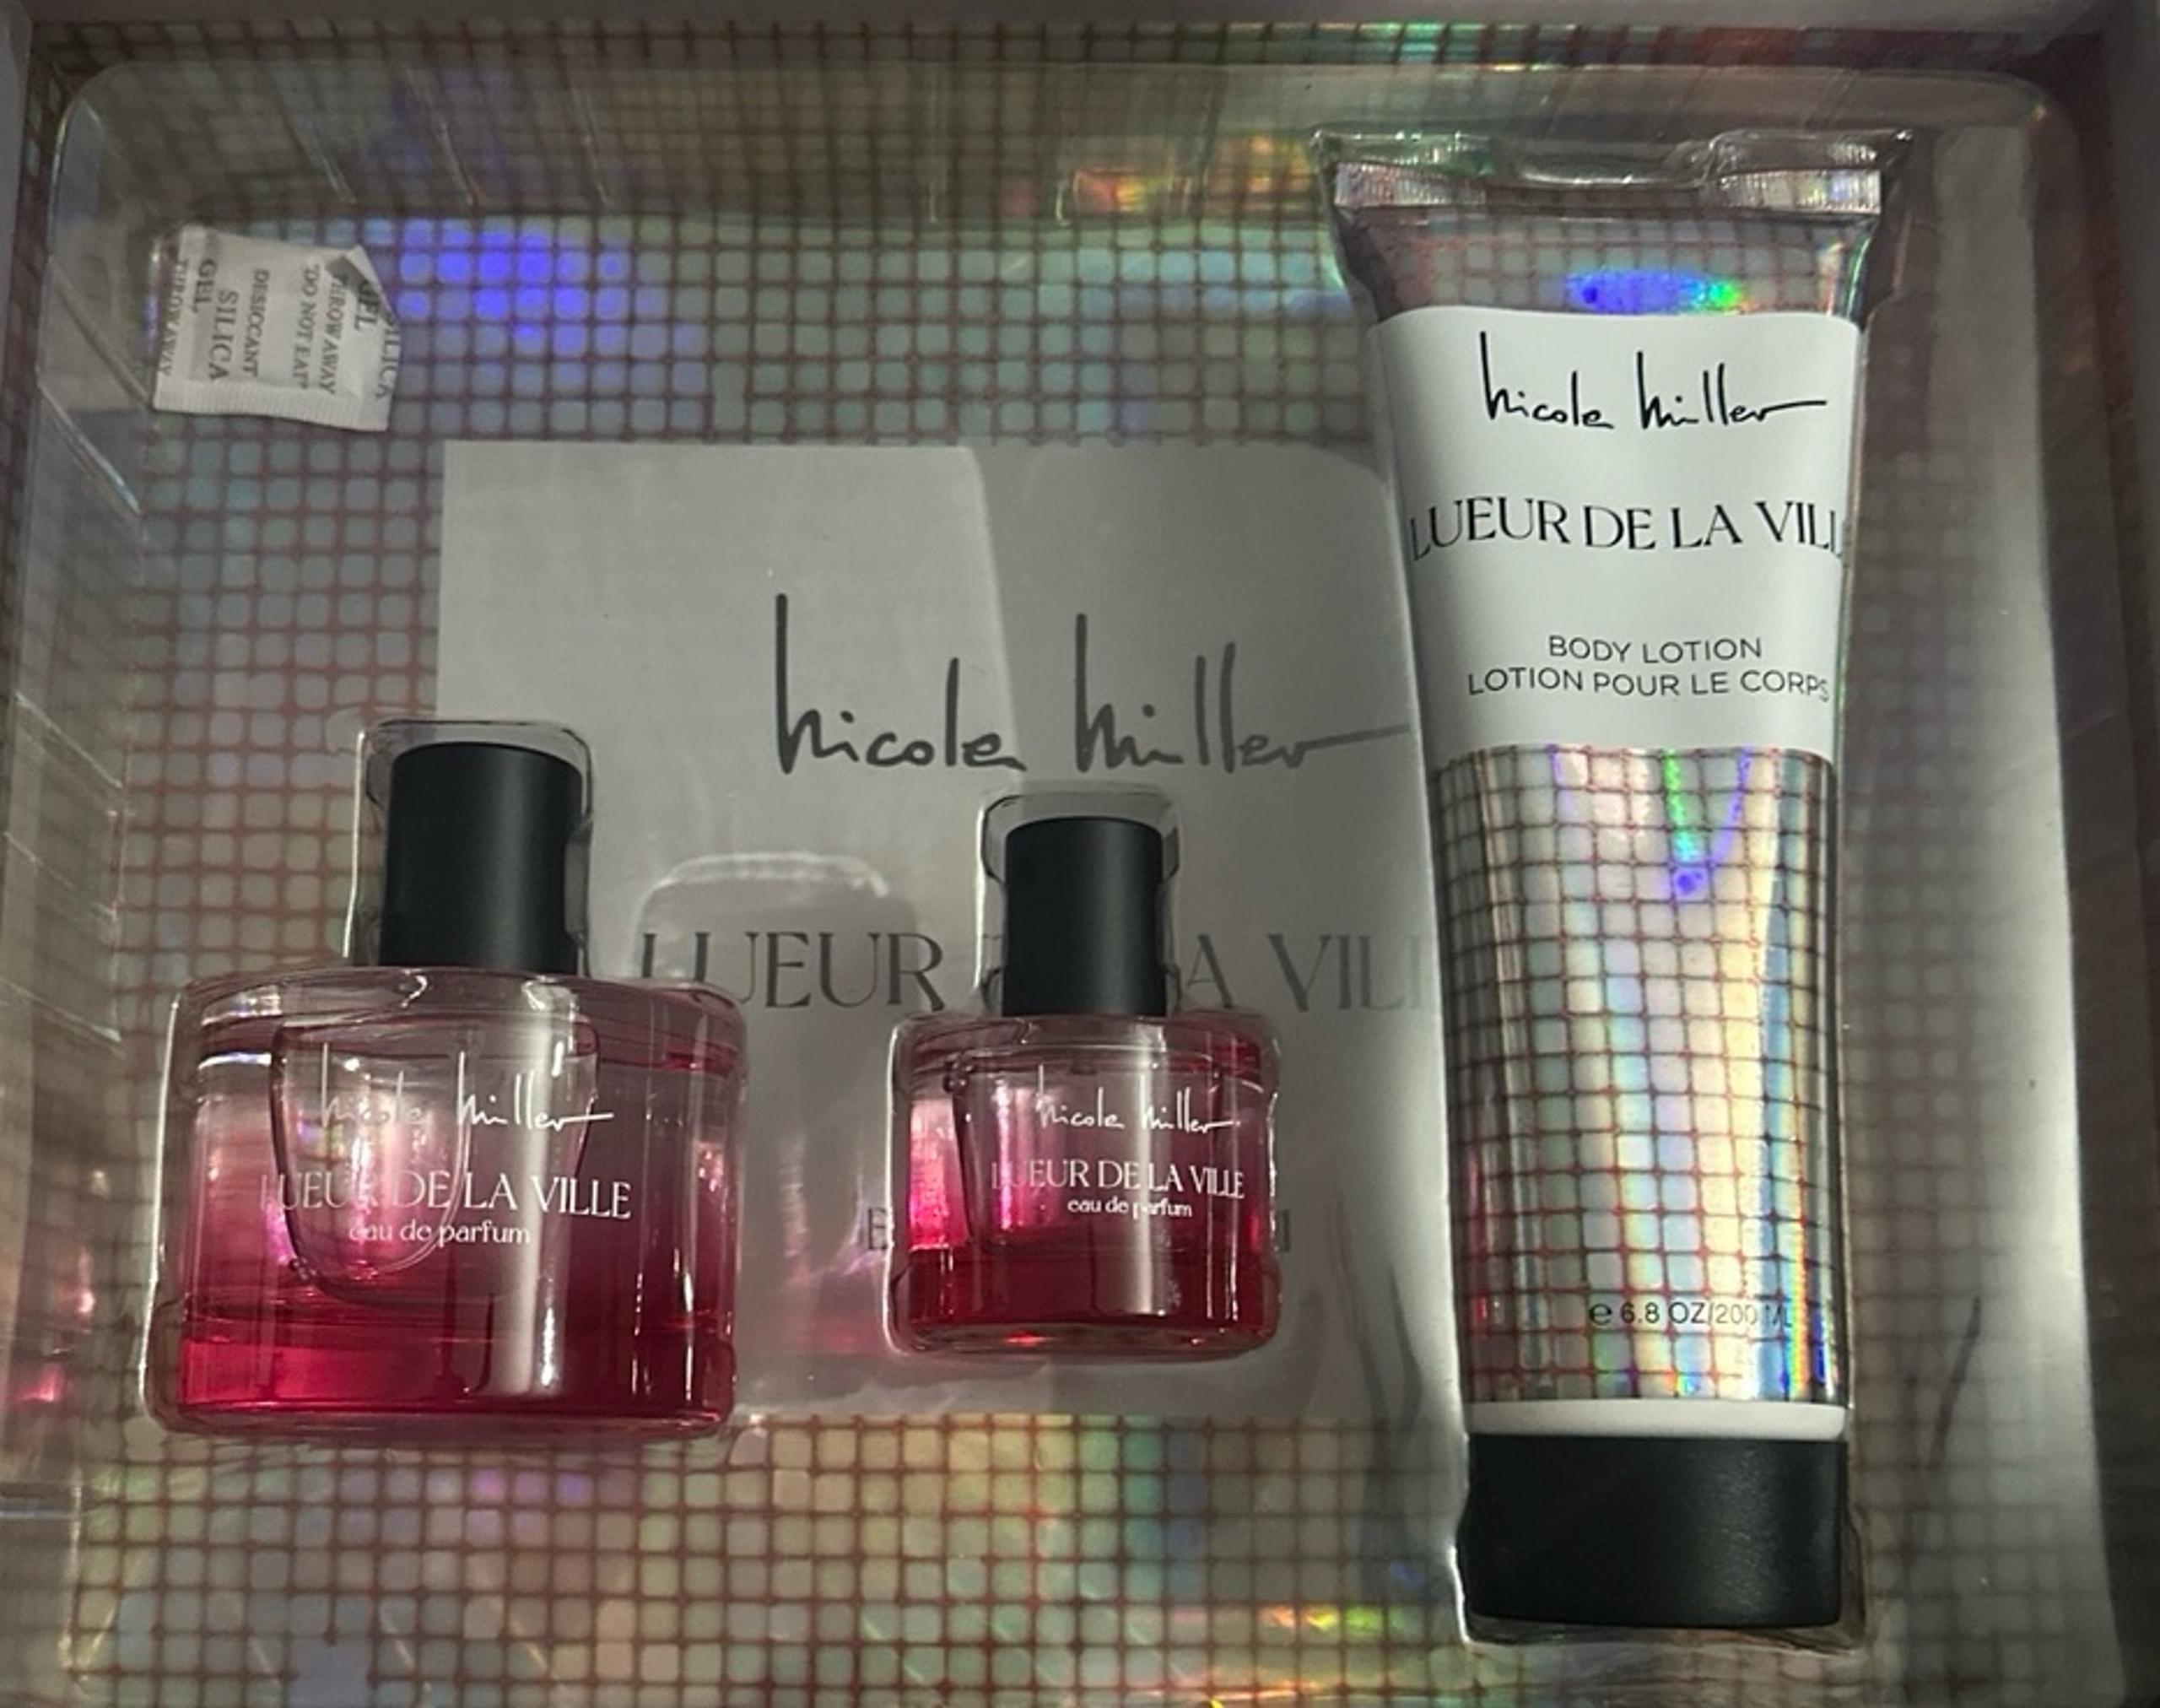 SILICA
GEL
THROW AWAY
"DO NOT EAT"
DESICCANT
SILICA
GEL
THROW AWAY
nicole miller
LUEUR DE LA VILL
BODY LOTION
LOTION POUR LE CORPS
e 6.8 OZ/200 ML
nicole miller
LUEUR A VILL
nicole miller
LUEUR DE LA VILLE
eau de parfum
nicole miller
LUEUR DE LA VILLE
eau de parfum